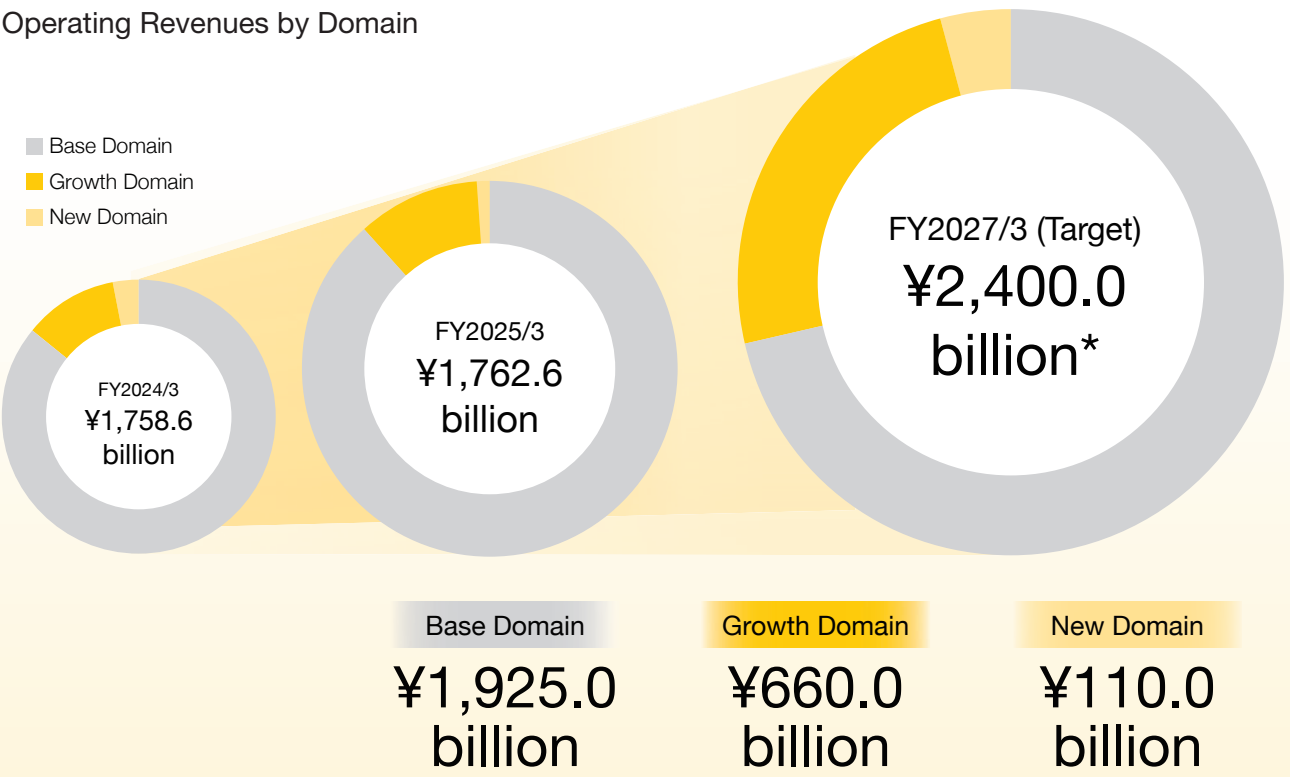 Operating Revenues by Domain
Base Domain
Growth Domain
New Domain
FY2024/3
¥1,758.6
billion
FY2025/3
¥1,762.6
billion
FY2027/3 (Target)
¥2,400.0
billion*
Base Domain
¥1,925.0
billion
Growth Domain
¥660.0
billion
New Domain
¥110.0
billion